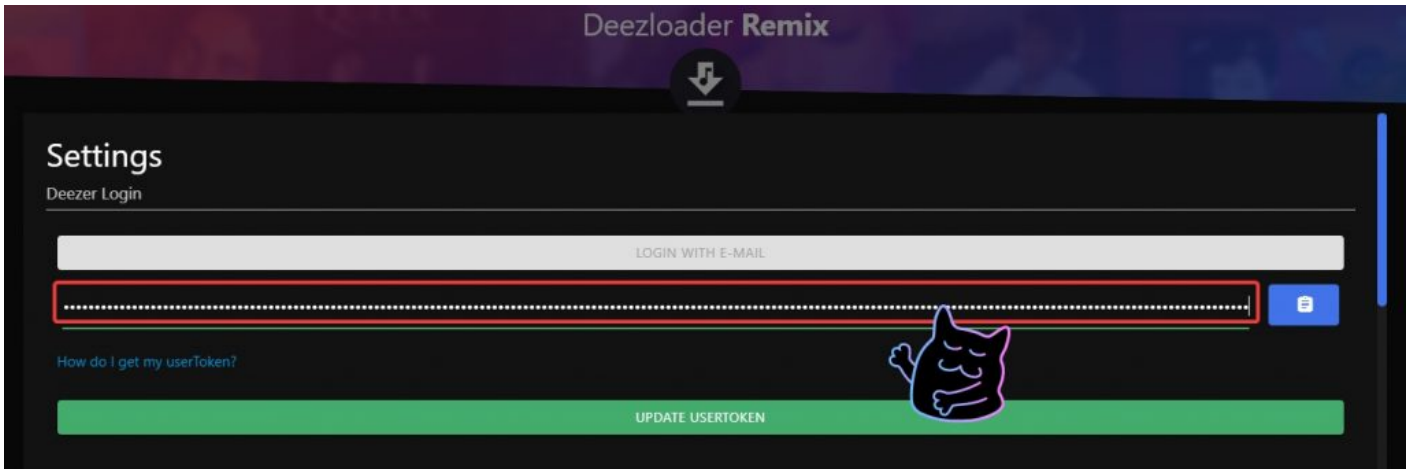 Deezloader Remix
Settings
Deezer Login
LOGIN WITH E-MAIL
How do I get my userToken?
UPDATE USERTOKEN